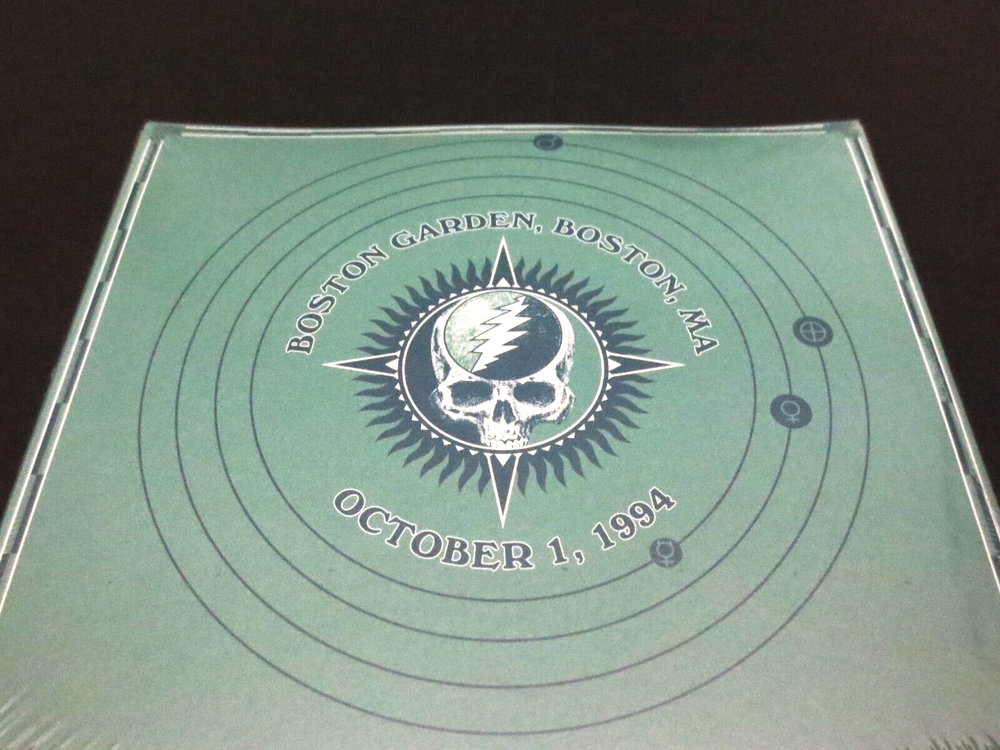 BOSTON GARDEN, BOSTON, MA
OCTOBER 1, 1994